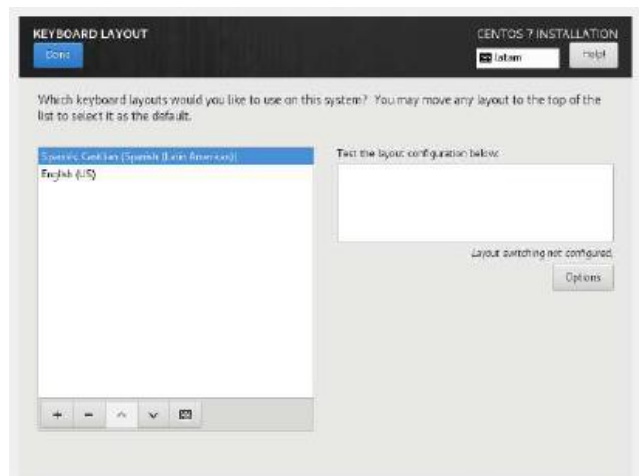 KEYBOARD LAYOUT
CENTOS 7 INSTALLATION
Done
latam
Help!
Which keyboard layouts would you like to use on this system? You may move any layout to the top of the
list to select it as the default.
Spanish; Castilian (Spanish (Latin American))
Test the layout configuration below:
English (US)
Layout switching not configured.
Options